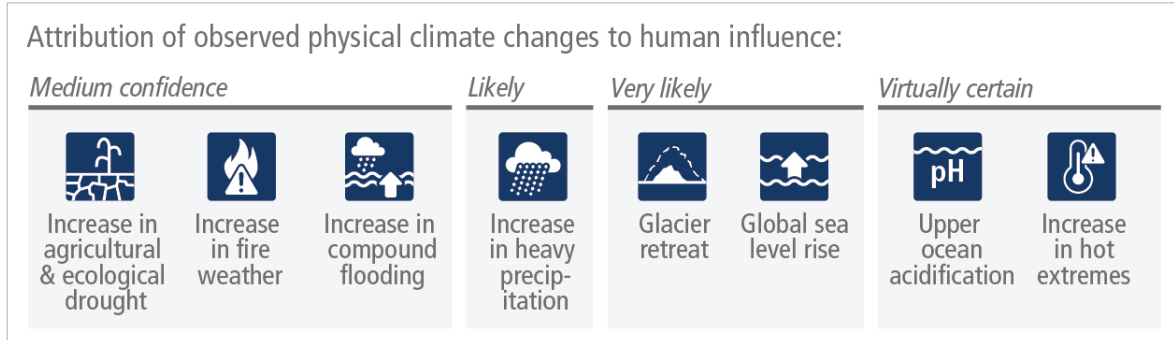 Attribution of observed physical climate changes to human influence:
Medium confidence
Likely
Very likely
Virtually certain
Increase in
agricultural
& ecological
drought
Increase
in fire
weather
Increase in
compound
flooding
Increase
in heavy
precip-
itation
Glacier
retreat
Global sea
level rise
pH
Upper
ocean
acidification
Increase
in hot
extremes